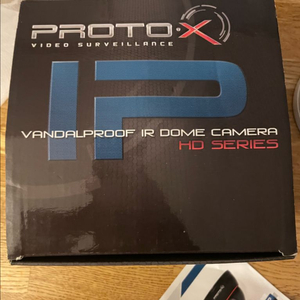 PROTO-X
VIDEO SURVEILLANCE
IP
VANDALPROOF IR DOME CAMERA
HD SERIES